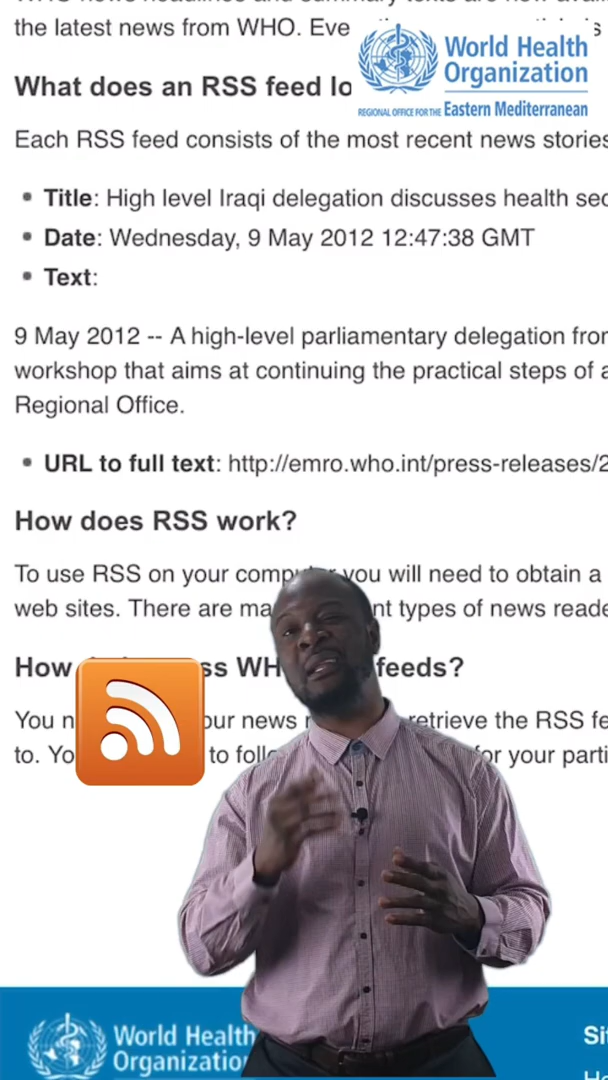 the latest news from WHO. Eve
World Health
Organization
REGIONAL OFFICE FOR THE Eastern Mediterranean
What does an RSS feed lo
Each RSS feed consists of the most recent news stories
Title: High level Iraqi delegation discusses health sec
Date: Wednesday, 9 May 2012 12:47:38 GMT
Text:
9 May 2012 -- A high-level parliamentary delegation from
workshop that aims at continuing the practical steps of a
Regional Office.
URL to full text: http://emro.who.int/press-releases/2
How does RSS work?
To use RSS on your computer you will need to obtain a
web sites. There are ma nt types of news reade
How ss WH feeds?
You n our news retrieve the RSS fe
to. Yo to follo for your parti
World Health
Organization
Sit